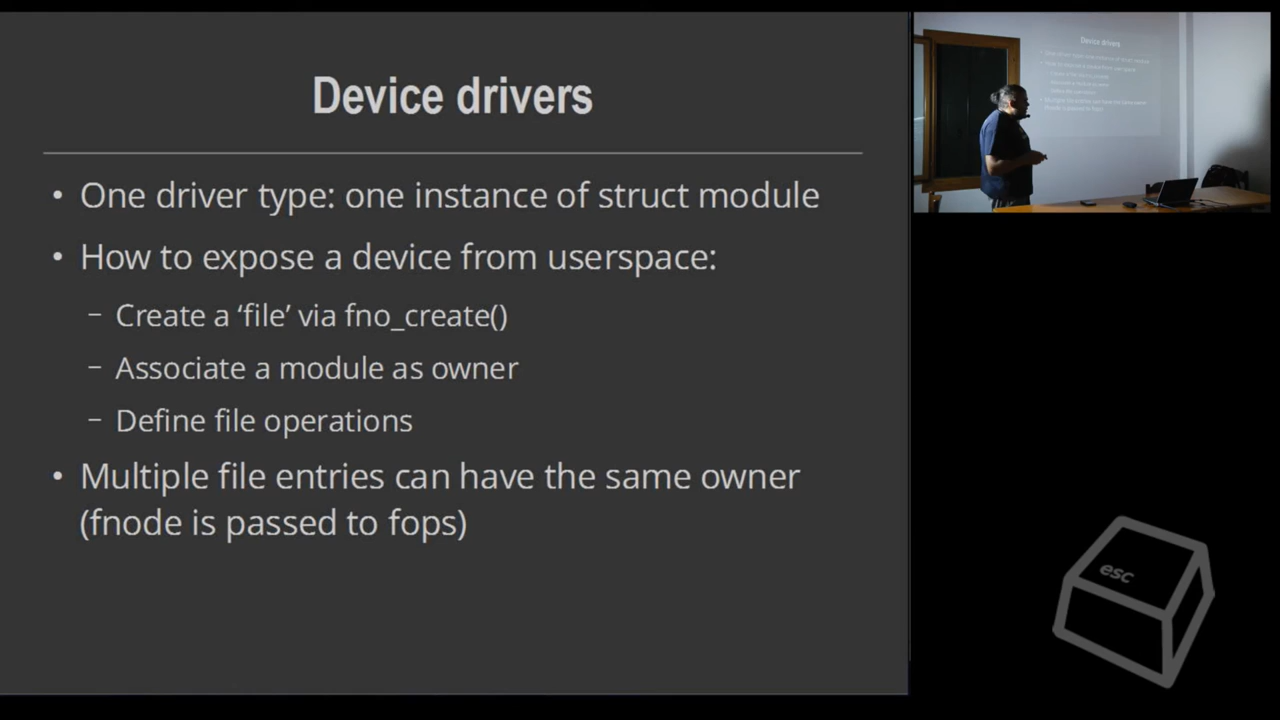 Device drivers
• One driver type: one instance of struct module
• How to expose a device from userspace:
– Create a ‘file’ via fno_create()
– Associate a module as owner
– Define file operations
• Multiple file entries can have the same owner
(fnode is passed to fops)
Device drivers
esc